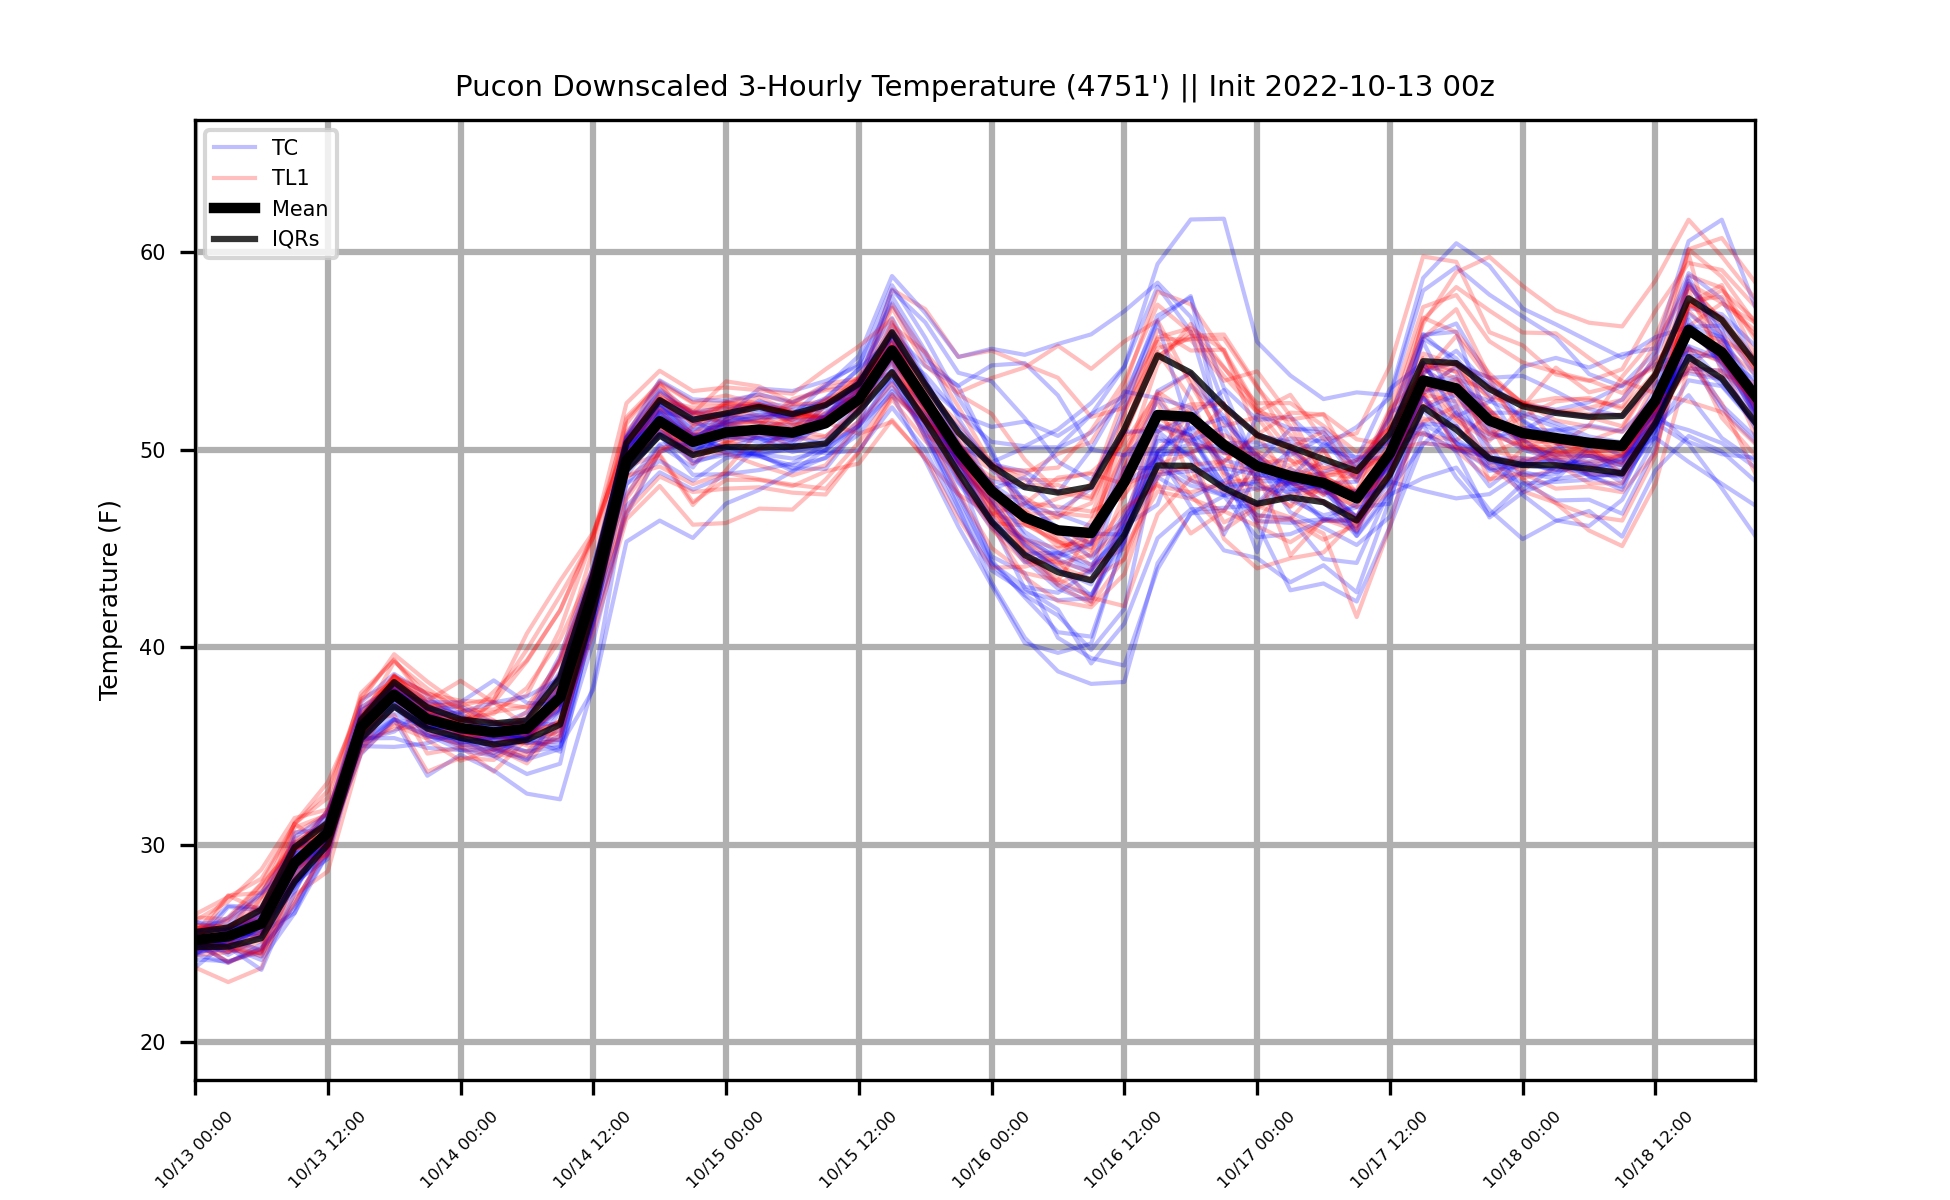 Pucon Downscaled 3-Hourly Temperature (4751') || Init 2022-10-13 00z
TC
TL1
Mean
IQRs
Temperature (F)
60
50
40
30
20
10/13 00:00
10/13 12:00
10/14 00:00
10/14 12:00
10/15 00:00
10/15 12:00
10/16 00:00
10/16 12:00
10/17 00:00
10/17 12:00
10/18 00:00
10/18 12:00